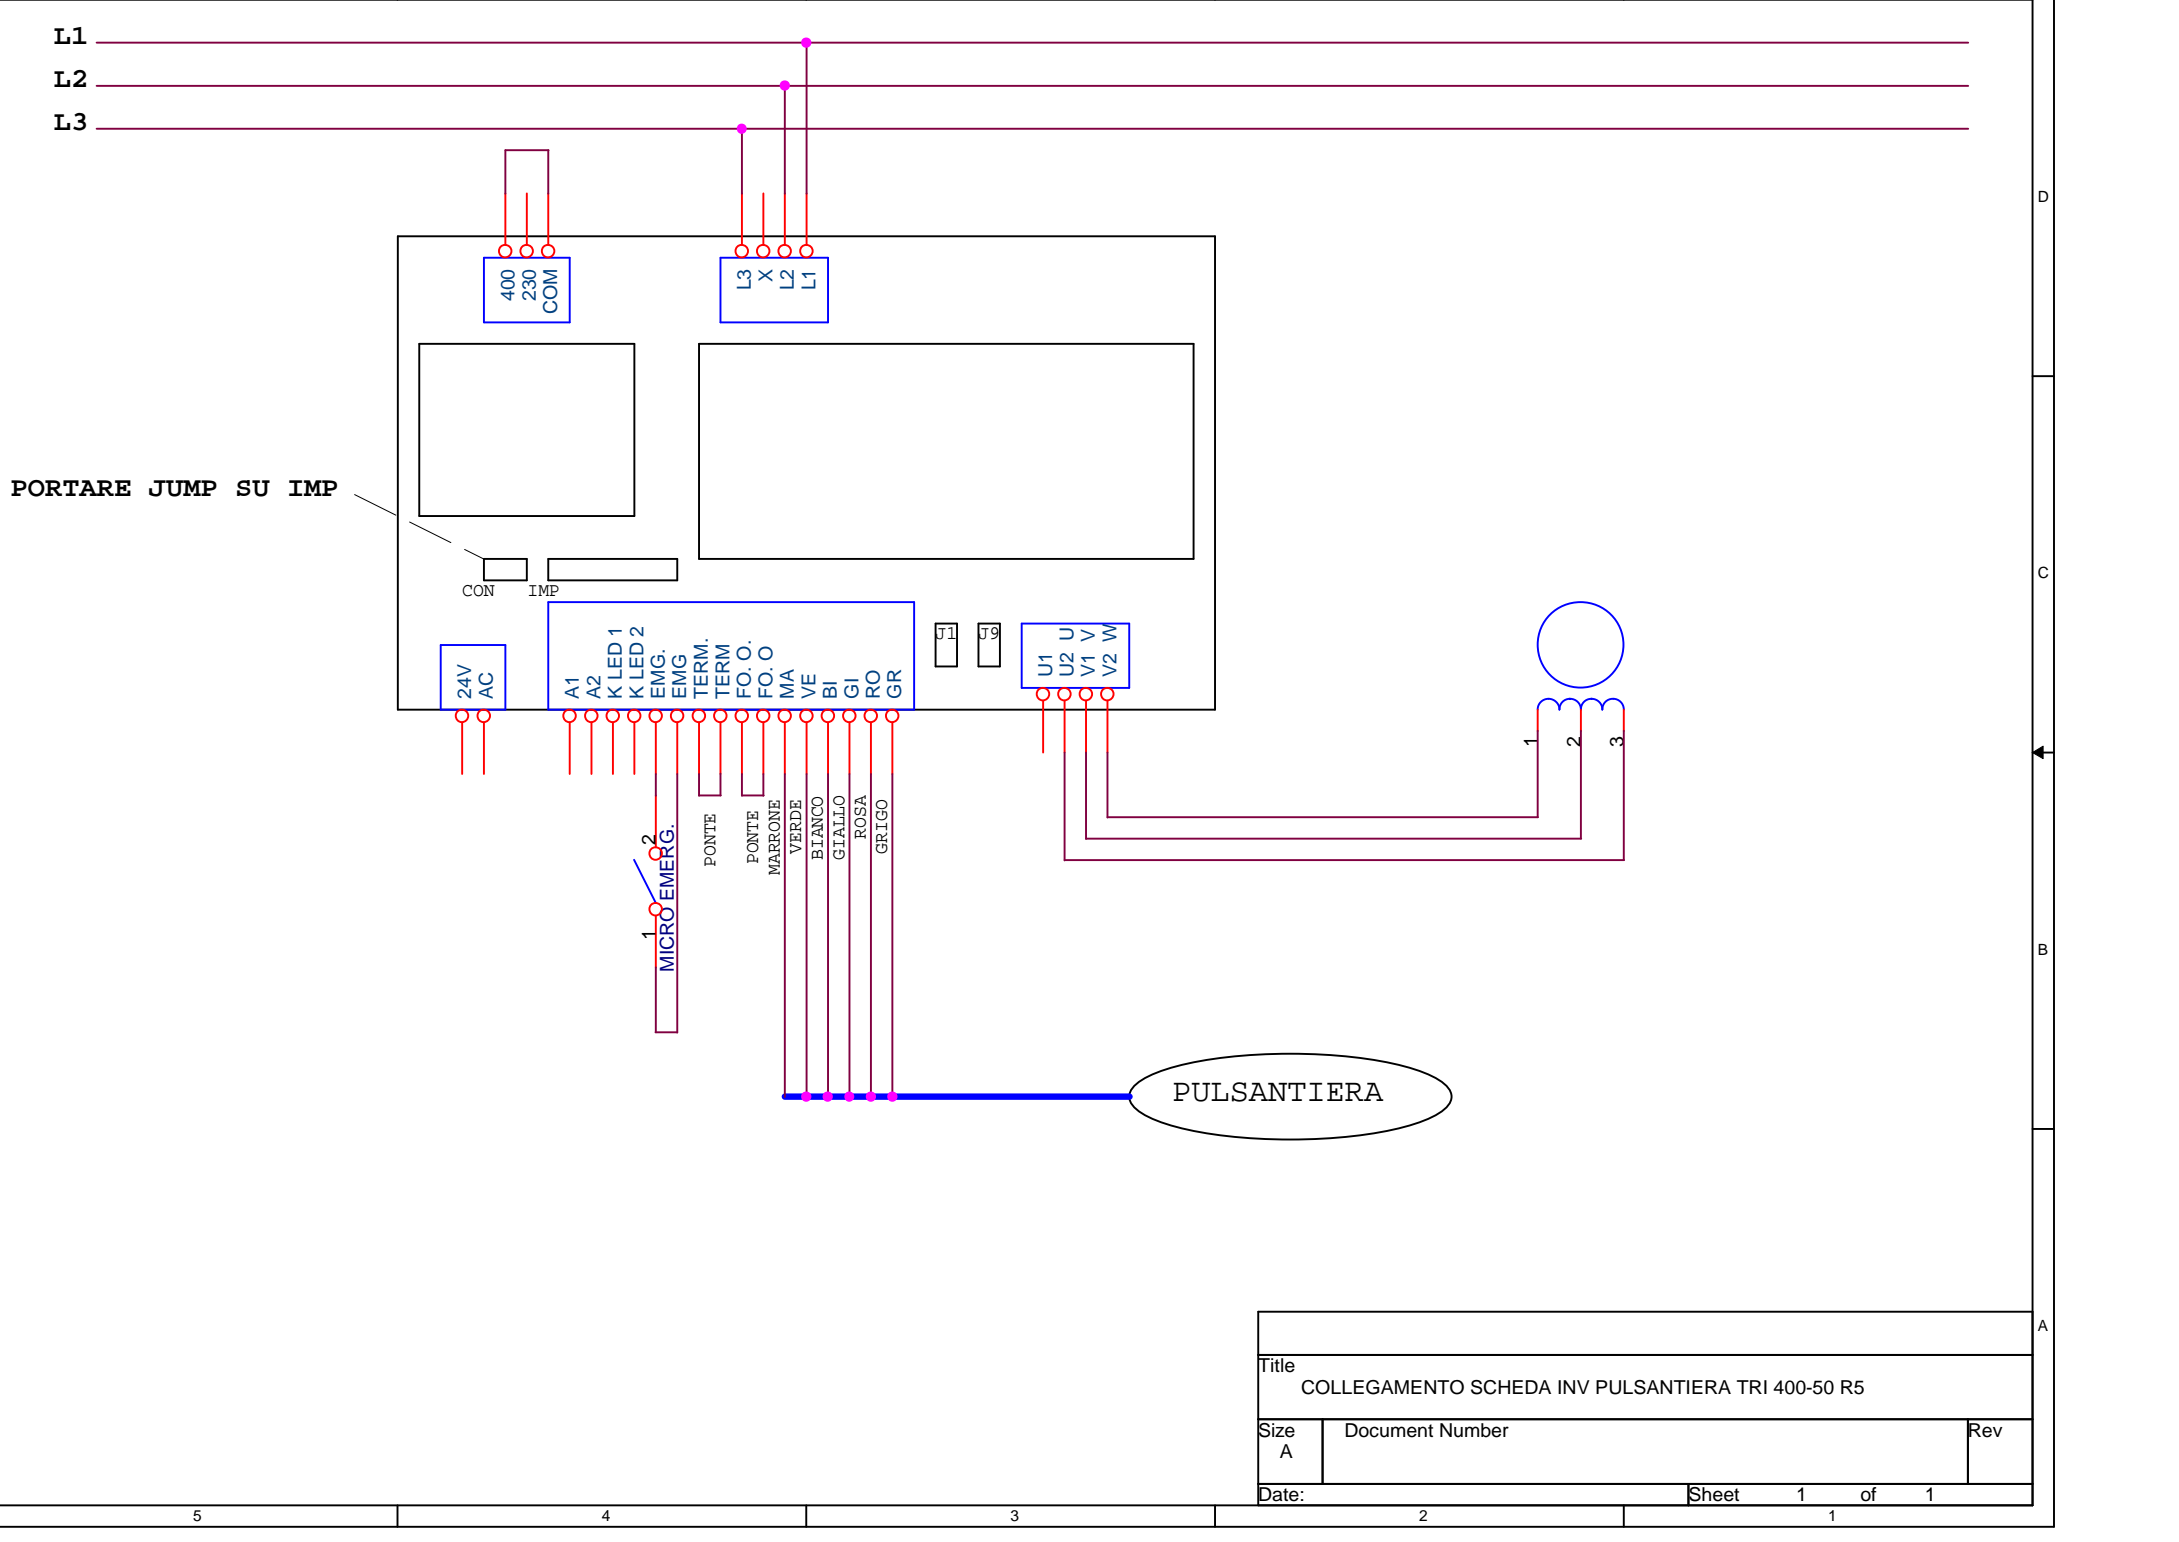 L1
L2
L3
D
400
230
COM
L3
X
L2
L1
PORTARE JUMP SU IMP
C
CON IMP
J1 J9
24V
AC
A1
A2
K LED 1
K LED 2
EMG.
EMG
TERM.
TERM
FO. O.
FO. O
MA
VE
BI
GI
RO
GR
U1
U2 U
V1 V
V2 W
1 2 3
2
MICRO EMERG.
1
PONTE
PONTE
MARRONE
VERDE
BIANCO
GIALLO
ROSA
GRIGO
B
PULSANTIERA
A
Title
COLLEGAMENTO SCHEDA INV PULSANTIERA TRI 400-50 R5
Size Document Number Rev
A
Date: Sheet 1 of 1
5 4 3 2 1